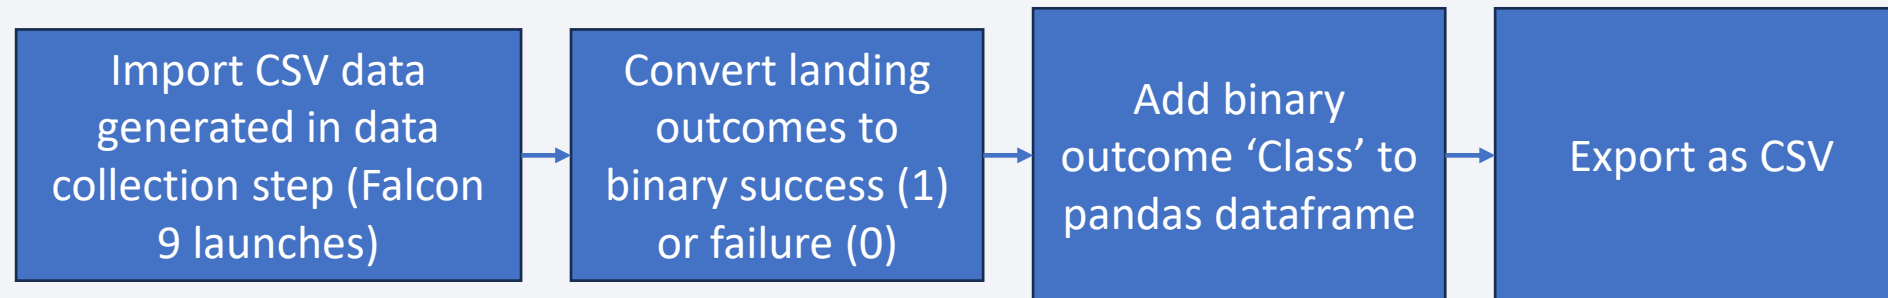 Import CSV data
generated in data
collection step (Falcon
9 launches)
Convert landing
outcomes to
binary success (1)
or failure (0)
Add binary
outcome ‘Class’ to
pandas dataframe
Export as CSV